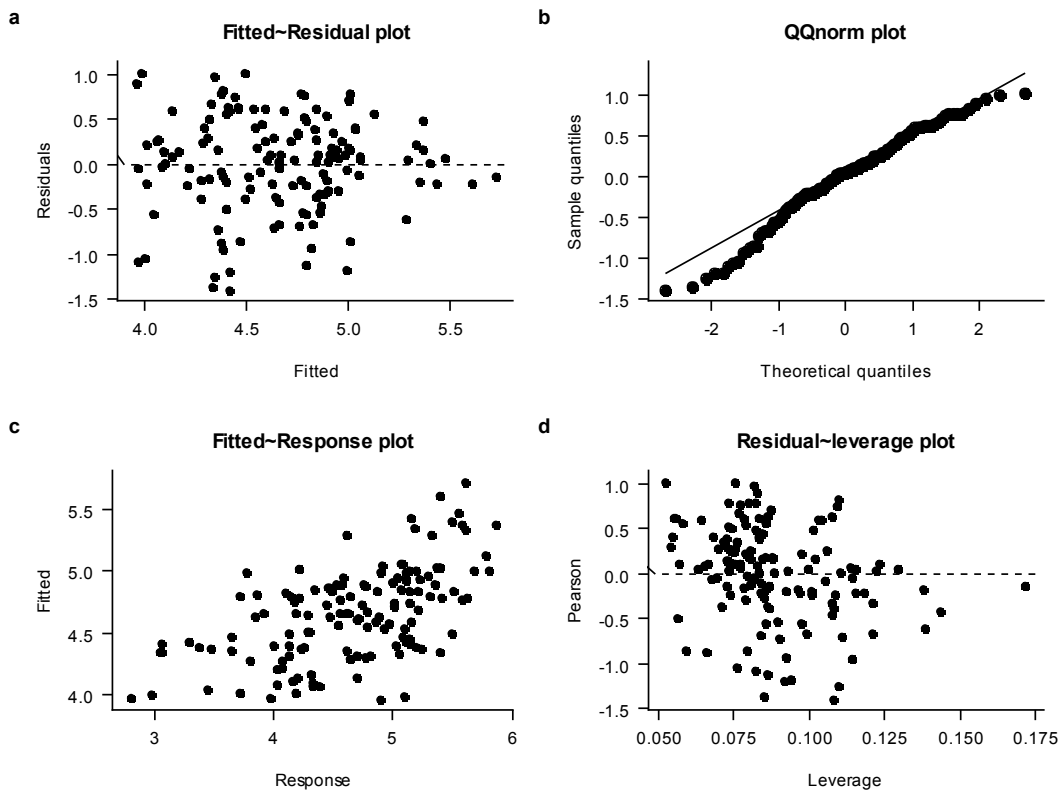 a
Fitted~Residual plot
1.0
0.5
0.0
-0.5
-1.0
-1.5
Residuals
4.0 4.5 5.0 5.5
Fitted
b
QQnorm plot
1.0
0.5
0.0
-0.5
-1.0
-1.5
Sample quantiles
-2 -1 0 1 2
Theoretical quantiles
c
Fitted~Response plot
5.5
5.0
4.5
4.0
Fitted
3 4 5 6
Response
d
Residual~leverage plot
1.0
0.5
0.0
-0.5
-1.0
-1.5
Pearson
0.050 0.075 0.100 0.125 0.150 0.175
Leverage